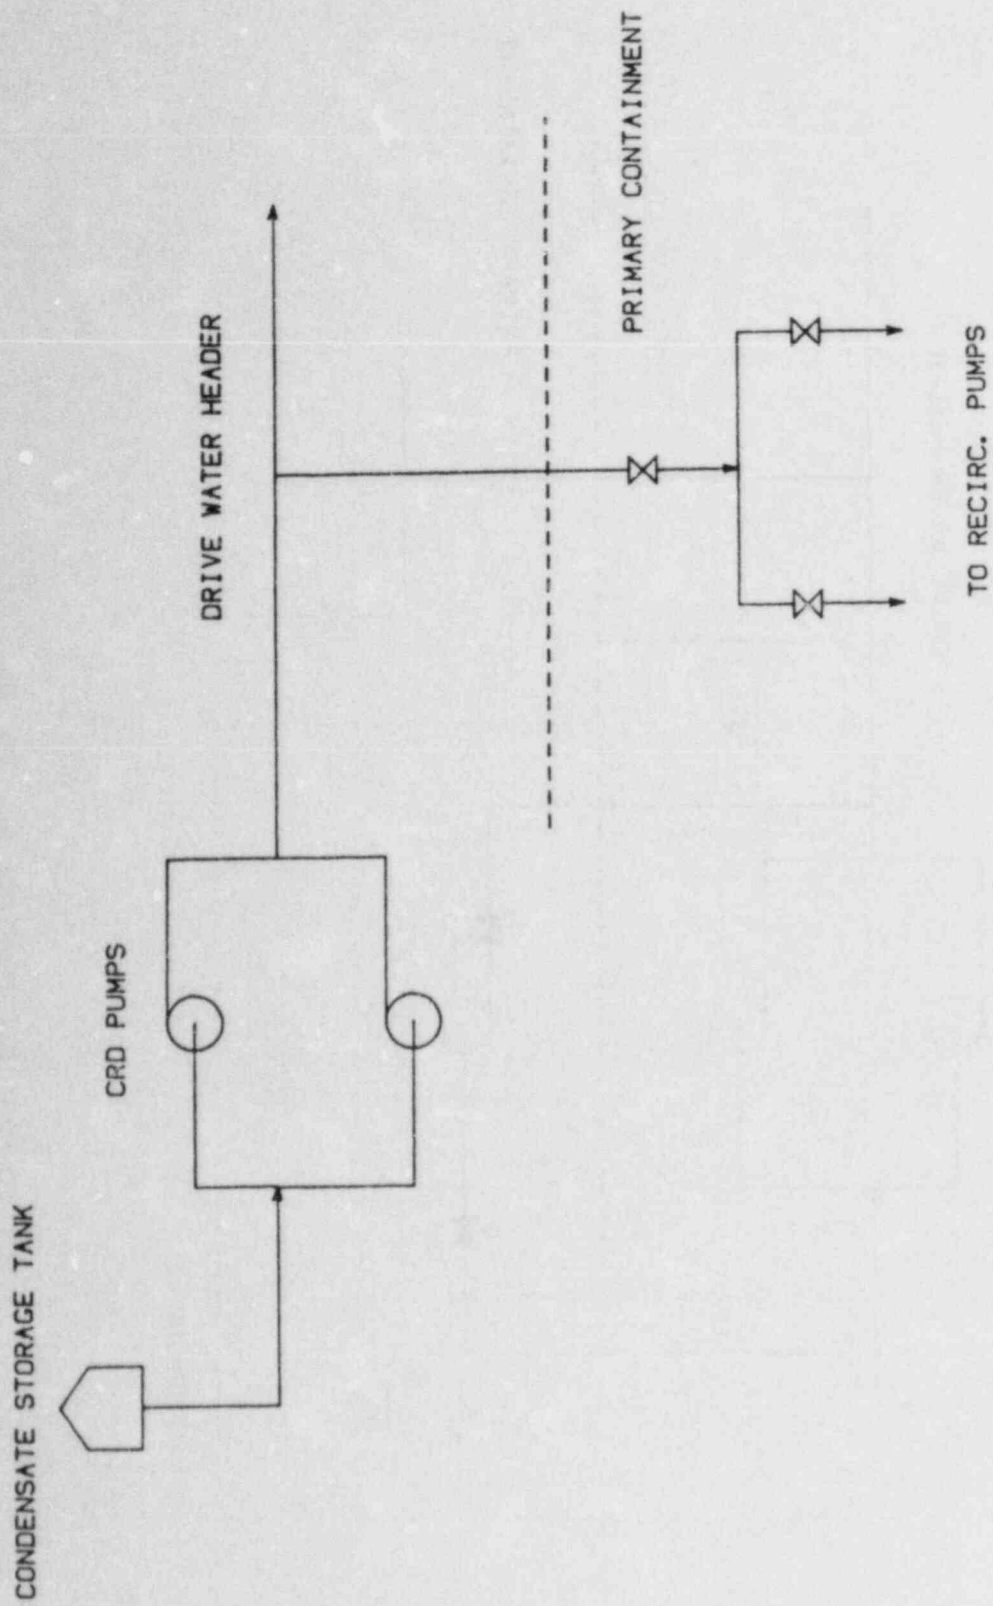 CONDENSATE STORAGE TANK
CRD PUMPS
DRIVE WATER HEADER
PRIMARY CONTAINMENT
TO RECIRC. PUMPS